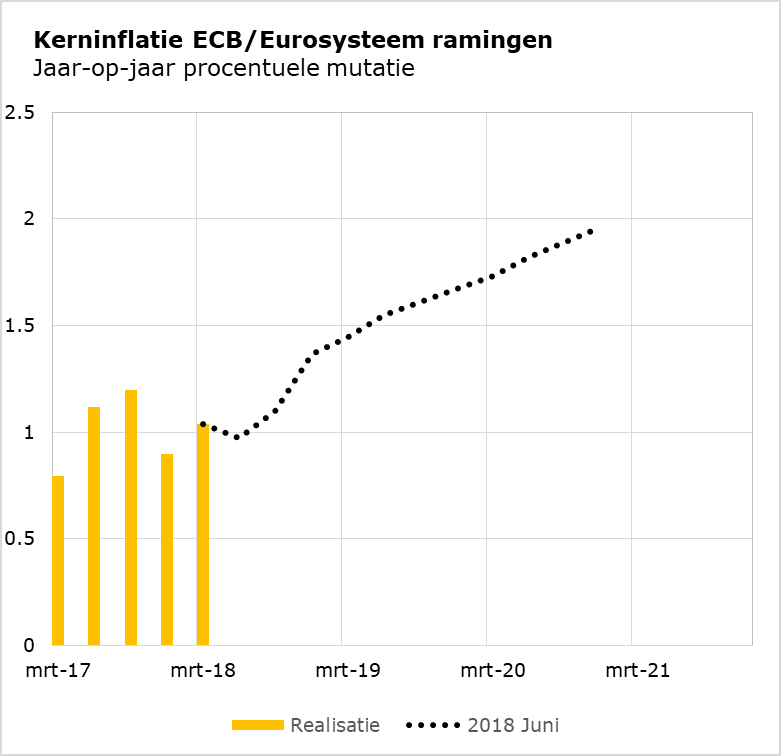 Kerninflatie ECB/Eurosysteem ramingen
Jaar-op-jaar procentuele mutatie
2.5
2
1.5
1
0.5
0
mrt-17 mrt-18 mrt-19 mrt-20 mrt-21
Realisatie 2018 Juni